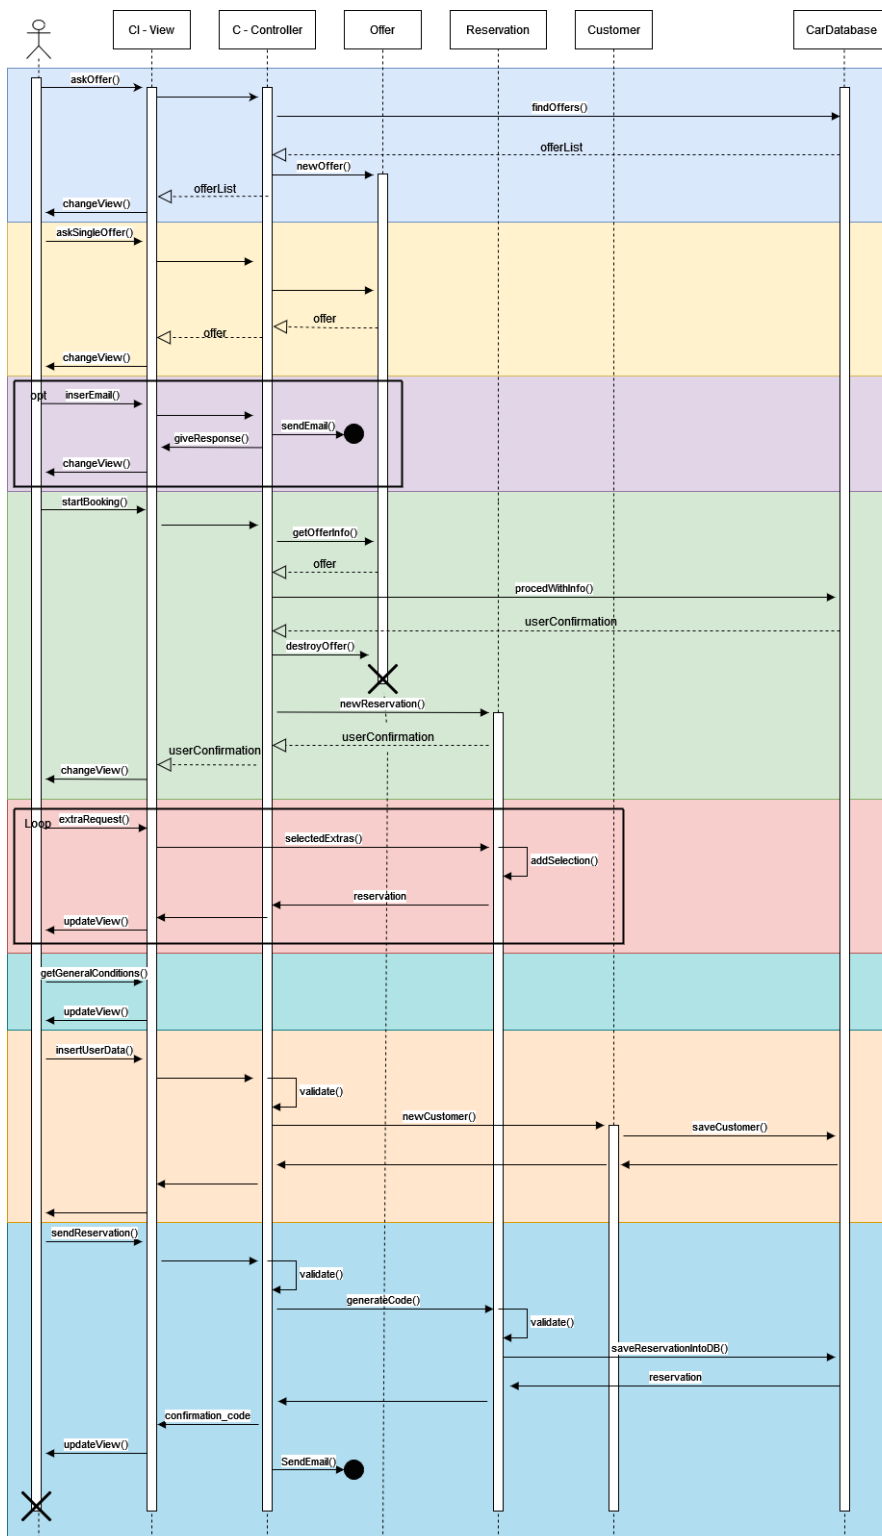 CI - View
C - Controller
Offer
Reservation
Customer
CarDatabase
askOffer()
findOffers()
offerList
newOffer()
offerList
changeView()
askSingleOffer()
offer
offer
changeView()
opt
inserEmail()
sendEmail()
giveResponse()
changeView()
startBooking()
getOfferInfo()
offer
procedWithInfo()
userConfirmation
destroyOffer()
newReservation()
userConfirmation
userConfirmation
changeView()
Loop
extraRequest()
selectedExtras()
addSelection()
reservation
updateView()
getGeneralConditions()
updateView()
insertUserData()
validate()
newCustomer()
saveCustomer()
sendReservation()
validate()
generateCode()
validate()
saveReservationIntoDB()
reservation
confirmation_code
updateView()
SendEmail()